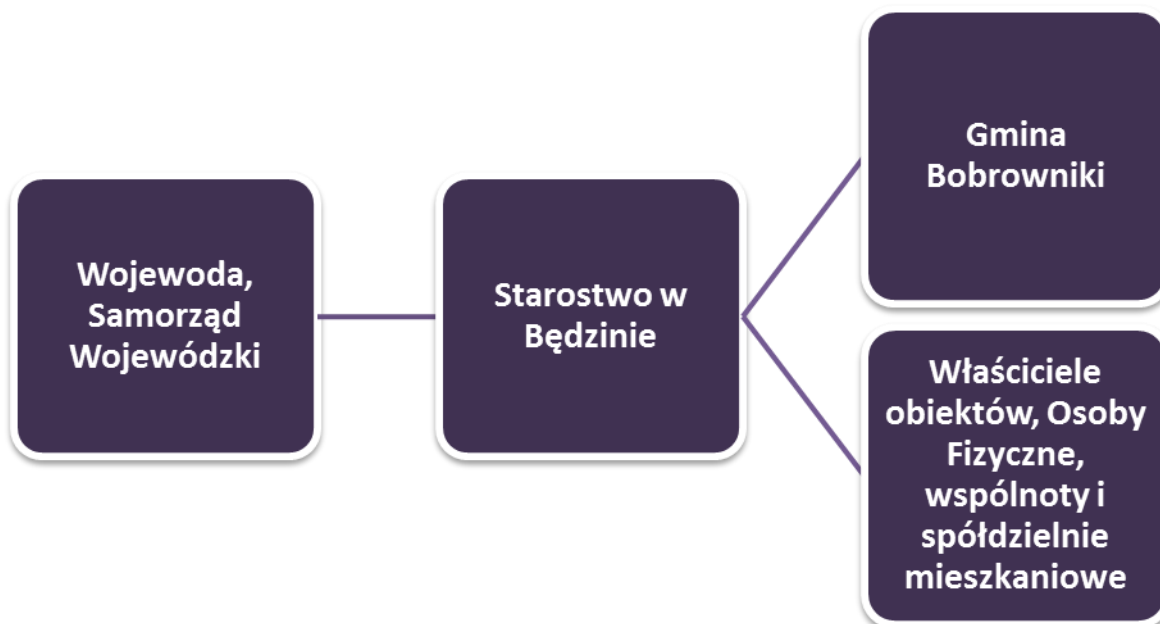 Wojewoda,
Samorząd
Wojewódzki
Starostwo w
Będzinie
Gmina
Bobrowniki
Właściciele
obiektów, Osoby
Fizyczne,
wspólnoty i
spółdzielnie
mieszkaniowe